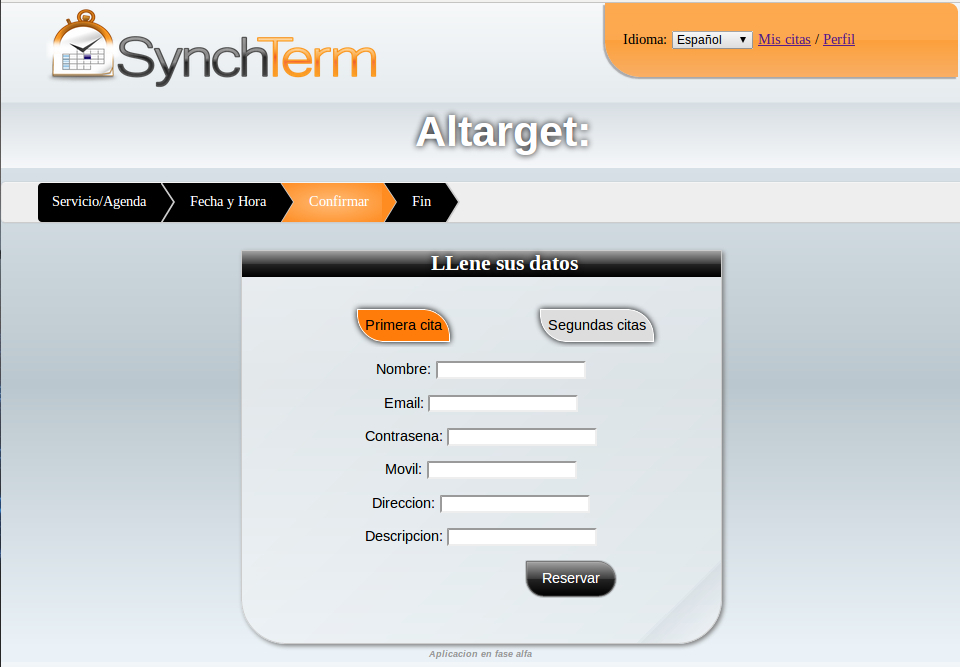 SynchTerm
Idioma: Español Mis citas / Perfil
Altarget:
Servicio/Agenda Fecha y Hora Confirmar Fin
LLene sus datos
Primera cita Segundas citas
Nombre:
Email:
Contrasena:
Movil:
Direccion:
Descripcion:
Reservar
Aplicacion en fase alfa